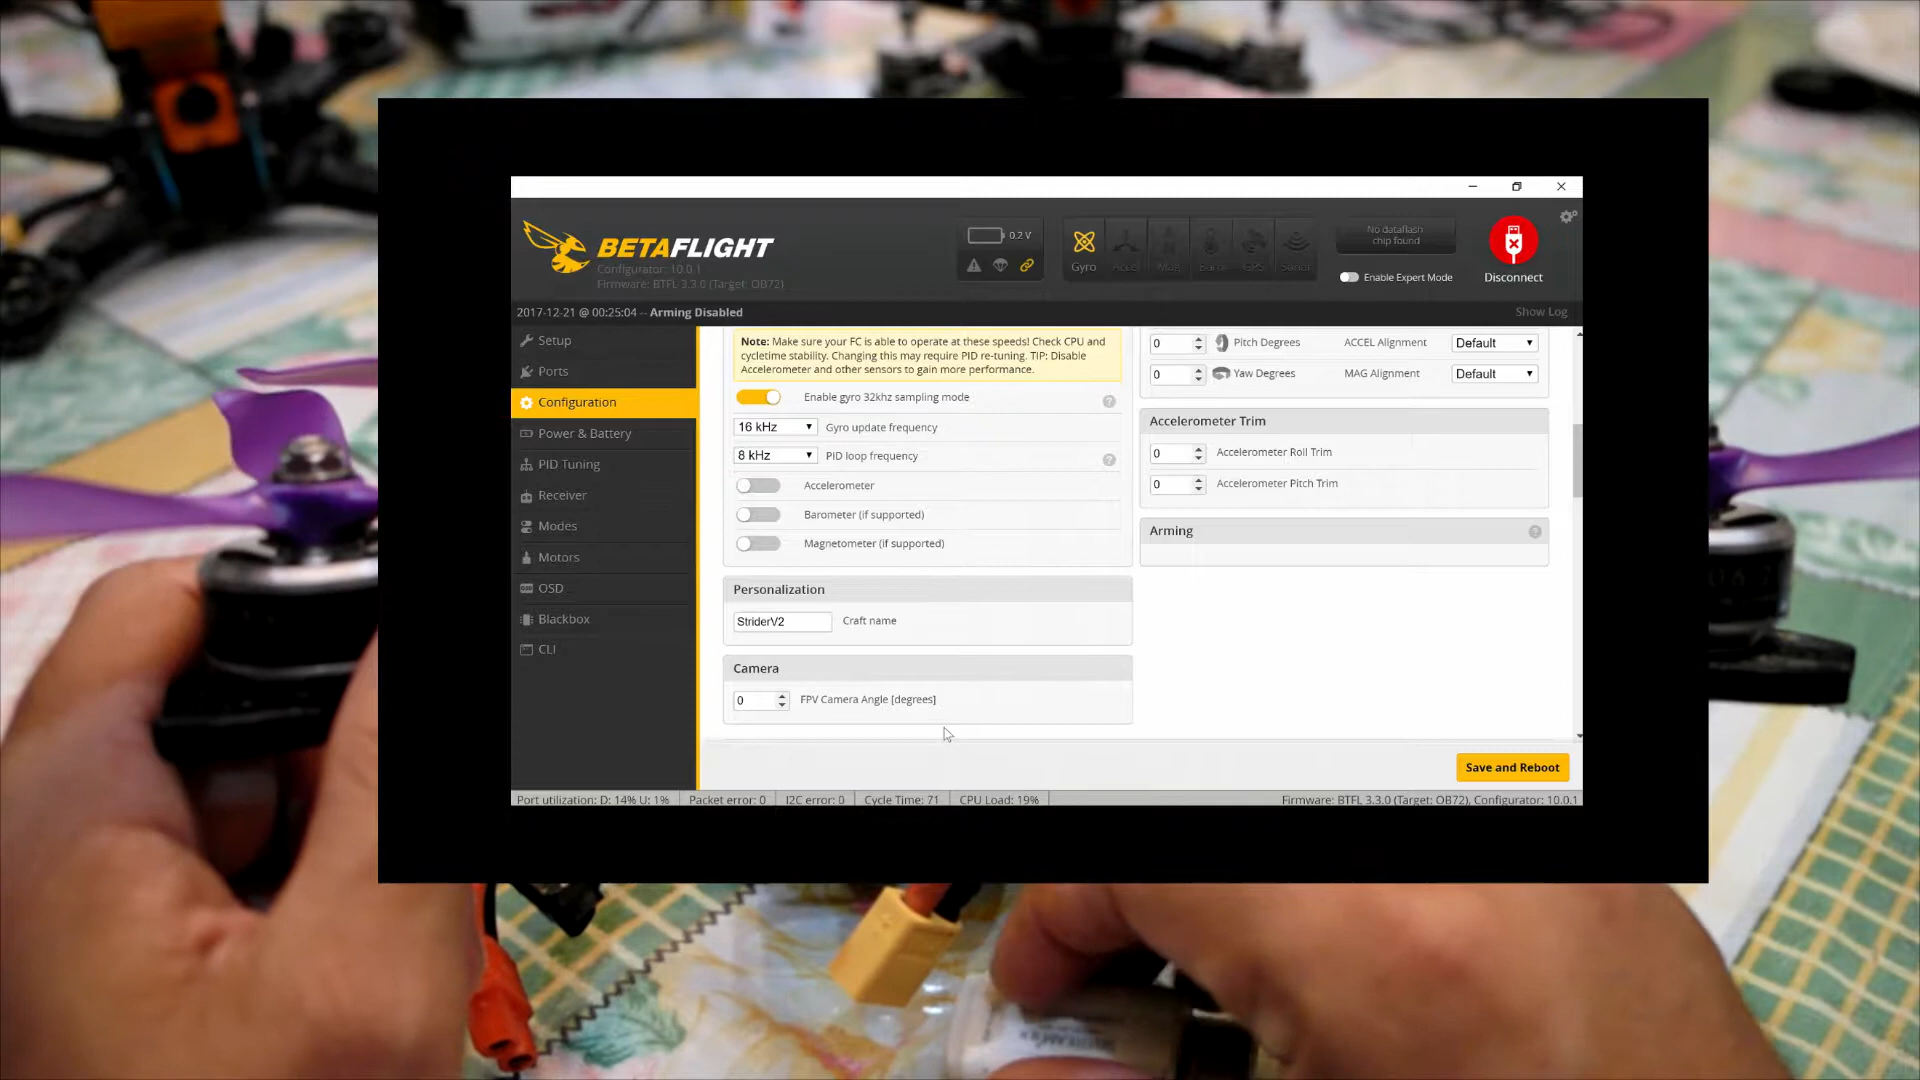 BETAFLIGHT
Configurator: 10.0.1
Firmware: BTFL 3.3.0 (Target: OB72)
0.2 V
Gyro
Accel
Mag
Baro
GPS
Sonar
No dataflash
chip found
Enable Expert Mode
Disconnect
2017-12-21 @ 00:25:04 -- Arming Disabled
Show Log
Setup
Ports
Configuration
Power & Battery
PID Tuning
Receiver
Modes
Motors
OSD
Blackbox
CLI
Note: Make sure your FC is able to operate at these speeds! Check CPU and
cycletime stability. Changing this may require PID re-tuning. TIP: Disable
Accelerometer and other sensors to gain more performance.
Enable gyro 32khz sampling mode
16 kHz Gyro update frequency
8 kHz PID loop frequency
Accelerometer
Barometer (if supported)
Magnetometer (if supported)
Personalization
StriderV2 Craft name
Camera
0 FPV Camera Angle [degrees]
0 Pitch Degrees ACCEL Alignment Default
0 Yaw Degrees MAG Alignment Default
Accelerometer Trim
0 Accelerometer Roll Trim
0 Accelerometer Pitch Trim
Arming
Save and Reboot
Port utilization: D: 14% U: 1% Packet error: 0 I2C error: 0 Cycle Time: 71 CPU Load: 19% Firmware: BTFL 3.3.0 (Target: OB72), Configurator: 10.0.1